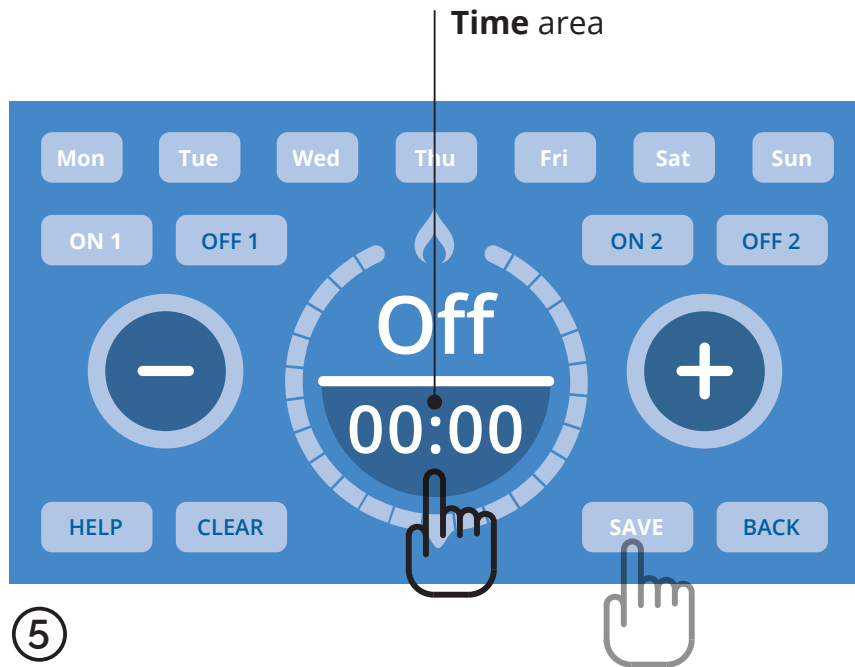 Time area
Mon Tue Wed Thu Fri Sat Sun
ON 1 OFF 1 ON 2 OFF 2
Off
00:00
HELP CLEAR SAVE BACK
5